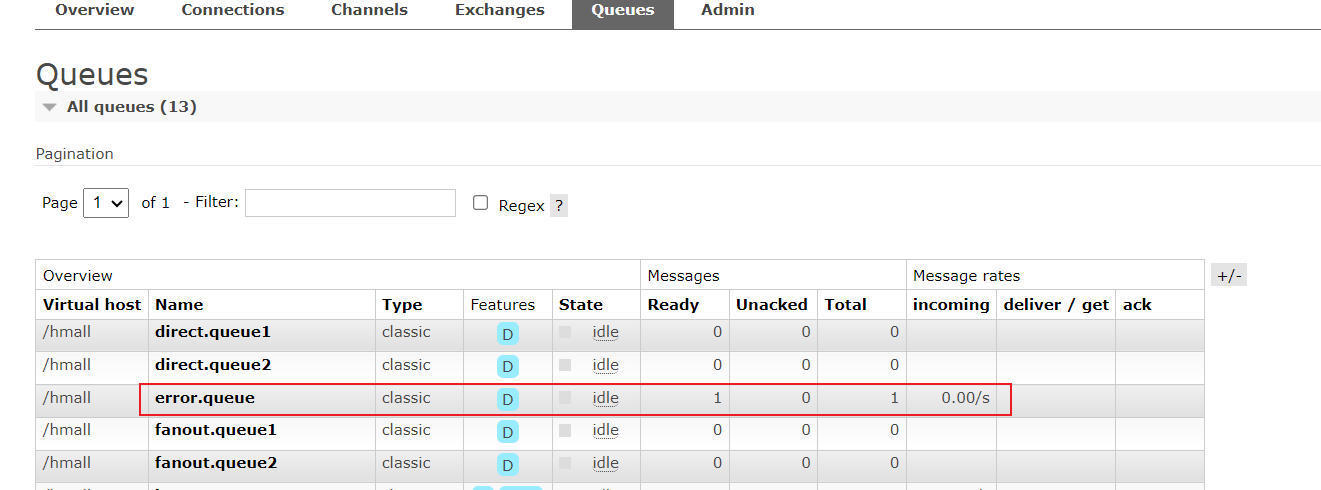 Overview Connections Channels Exchanges Queues Admin
Queues
All queues (13)
Pagination
Page 1 of 1 - Filter: Regex ?
Overview Messages Message rates +/-
Virtual host Name Type Features State Ready Unacked Total incoming deliver / get ack
/hmall direct.queue1 classic D idle 0 0 0
/hmall direct.queue2 classic D idle 0 0 0
/hmall error.queue classic D idle 1 0 1 0.00/s
/hmall fanout.queue1 classic D idle 0 0 0
/hmall fanout.queue2 classic D idle 0 0 0